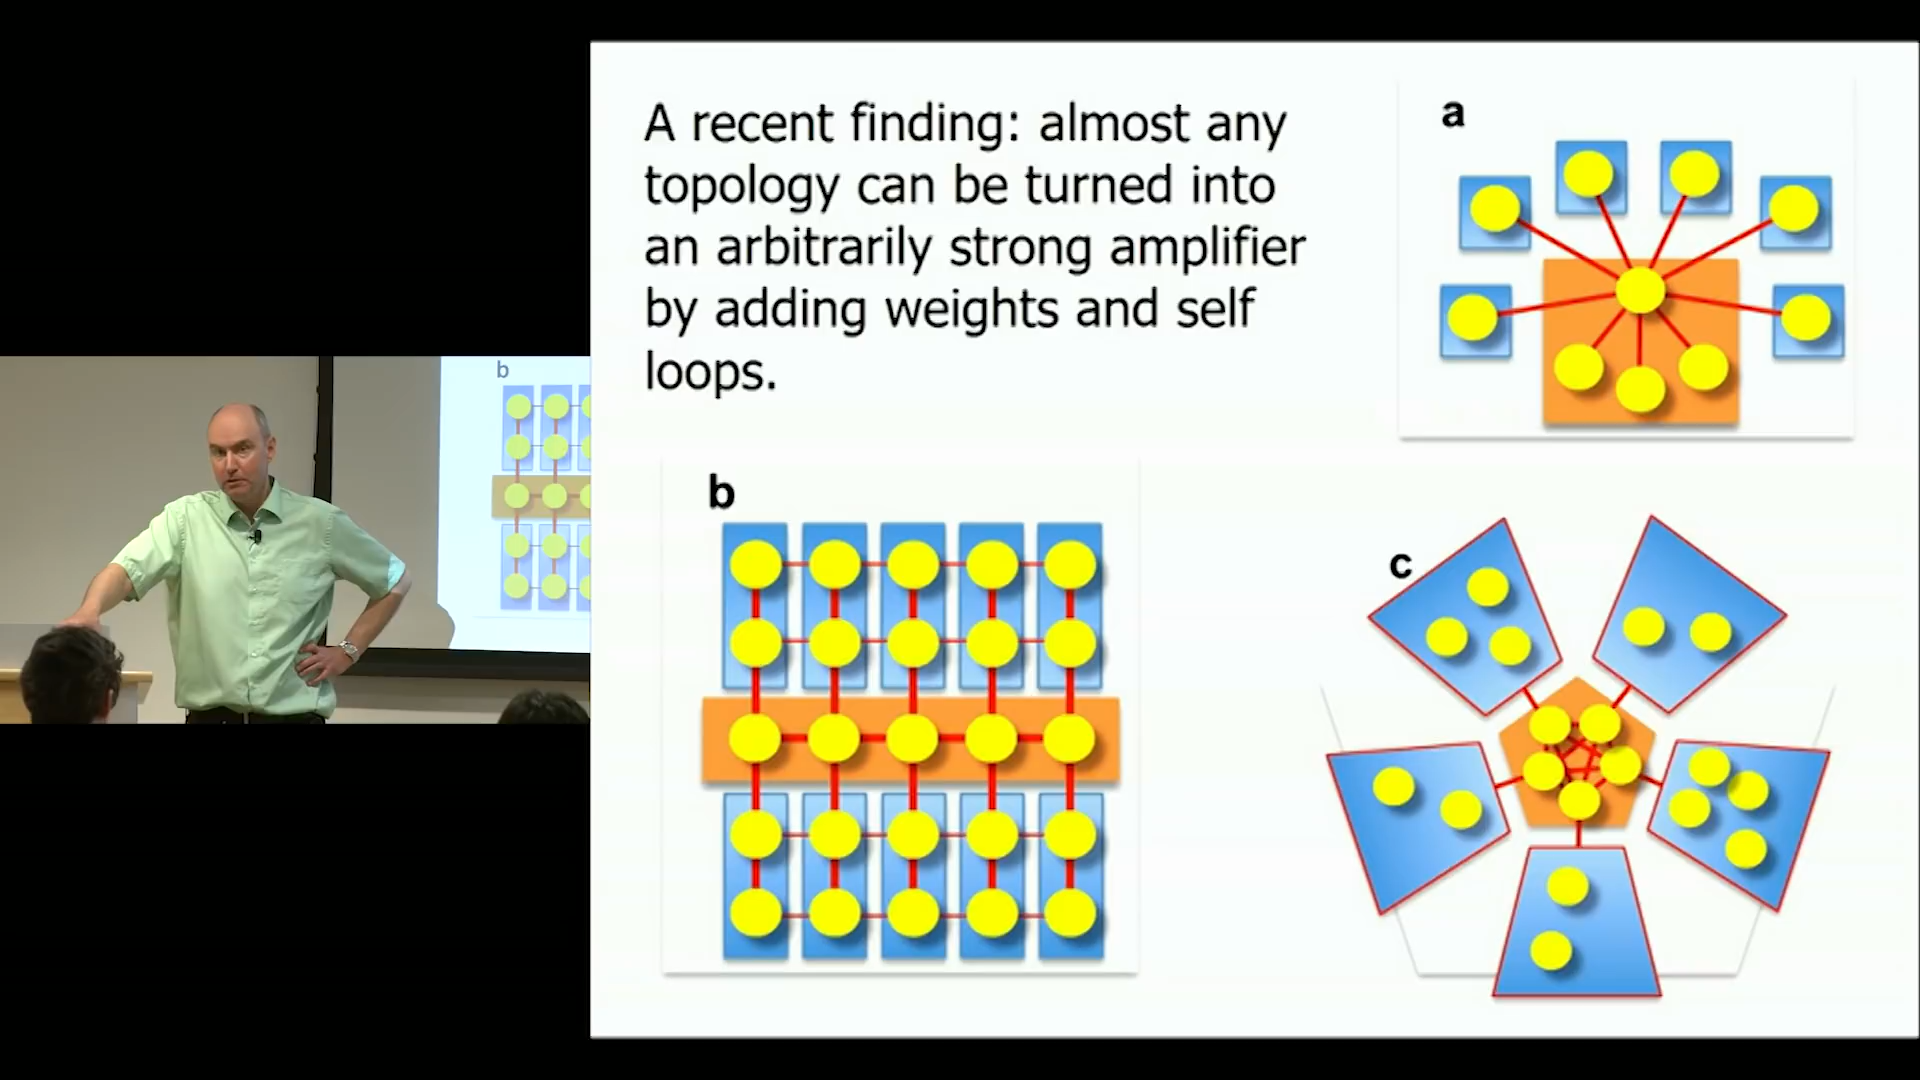 A recent finding: almost any
topology can be turned into
an arbitrarily strong amplifier
by adding weights and self
loops.
a
b
b
c